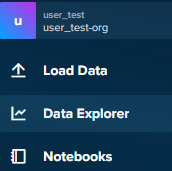 u
user_test
user_test-org
Load Data
Data Explorer
Notebooks